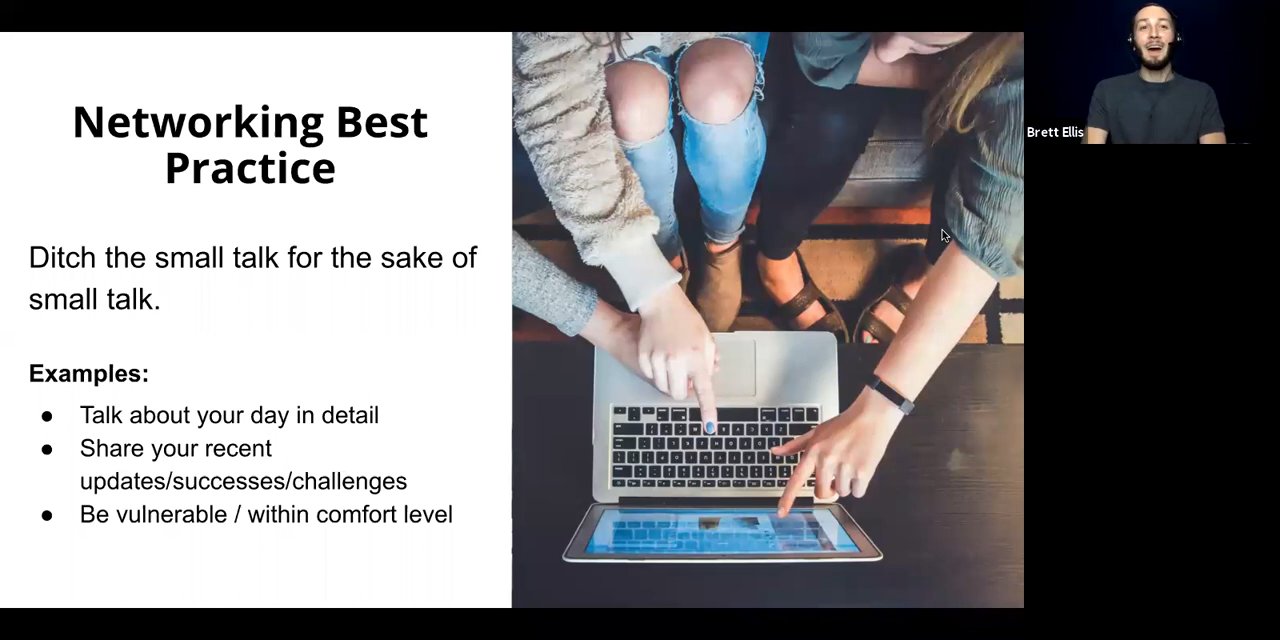 Networking Best
Practice
Ditch the small talk for the sake of
small talk.
Examples:
● Talk about your day in detail
● Share your recent
updates/successes/challenges
● Be vulnerable / within comfort level
Brett Ellis